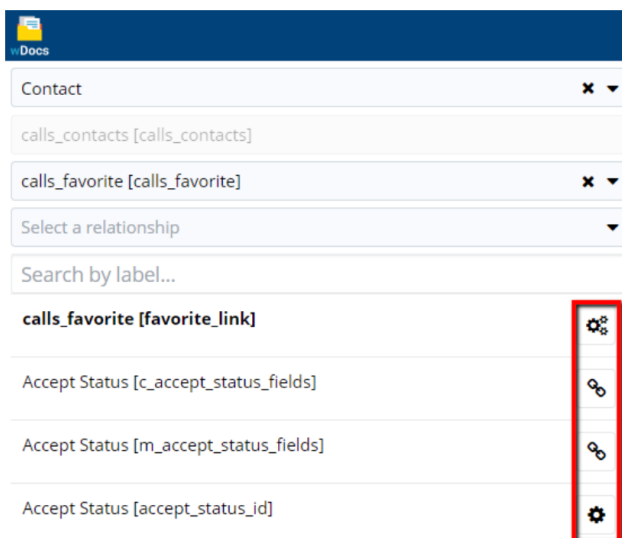 wDocs
Contact
calls_contacts [calls_contacts]
calls_favorite [calls_favorite]
Select a relationship
Search by label...
calls_favorite [favorite_link]
Accept Status [c_accept_status_fields]
Accept Status [m_accept_status_fields]
Accept Status [accept_status_id]